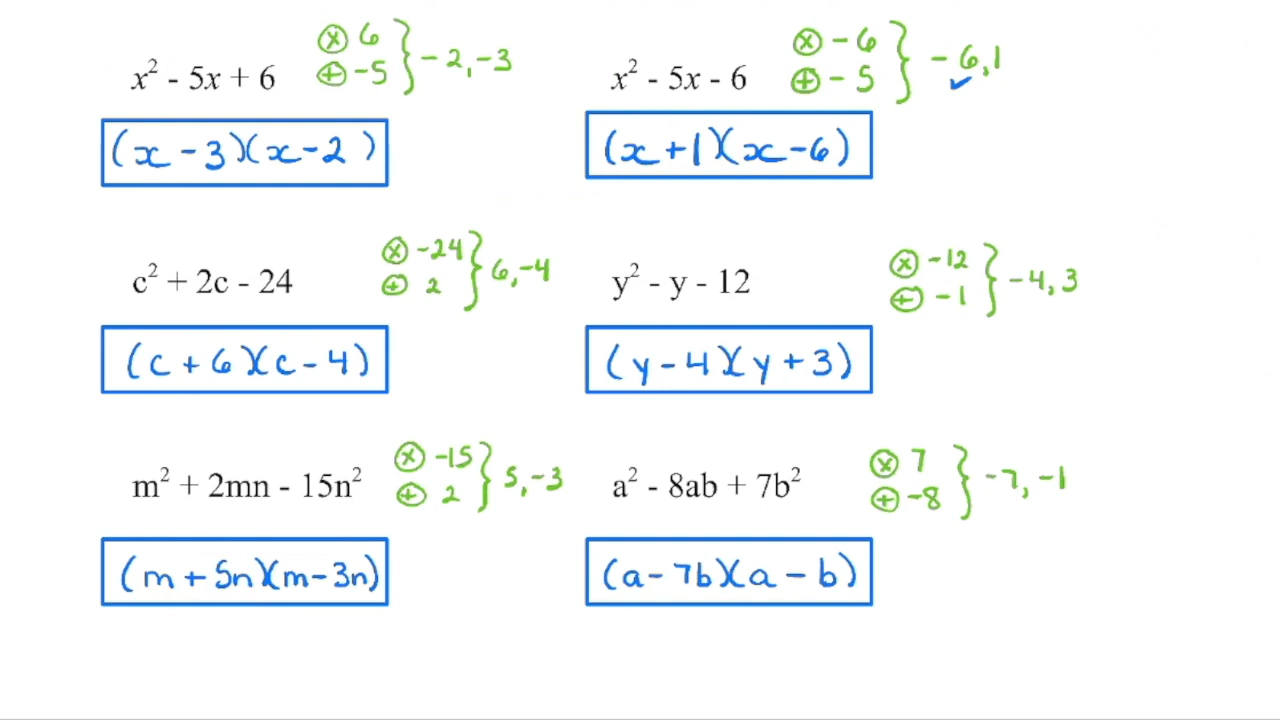 x² - 5x + 6
ⓧ 6
⊕ -5
} -2, -3
(x - 3)(x - 2)
x² - 5x - 6
ⓧ -6
⊕ -5
} -6, 1
(x + 1)(x - 6)
c² + 2c - 24
ⓧ -24
⊕ 2
} 6, -4
(c + 6)(c - 4)
y² - y - 12
ⓧ -12
⊕ -1
} -4, 3
(y - 4)(y + 3)
m² + 2mn - 15n²
ⓧ -15
⊕ 2
} 5, -3
(m + 5n)(m - 3n)
a² - 8ab + 7b²
ⓧ 7
⊕ -8
} -7, -1
(a - 7b)(a - b)